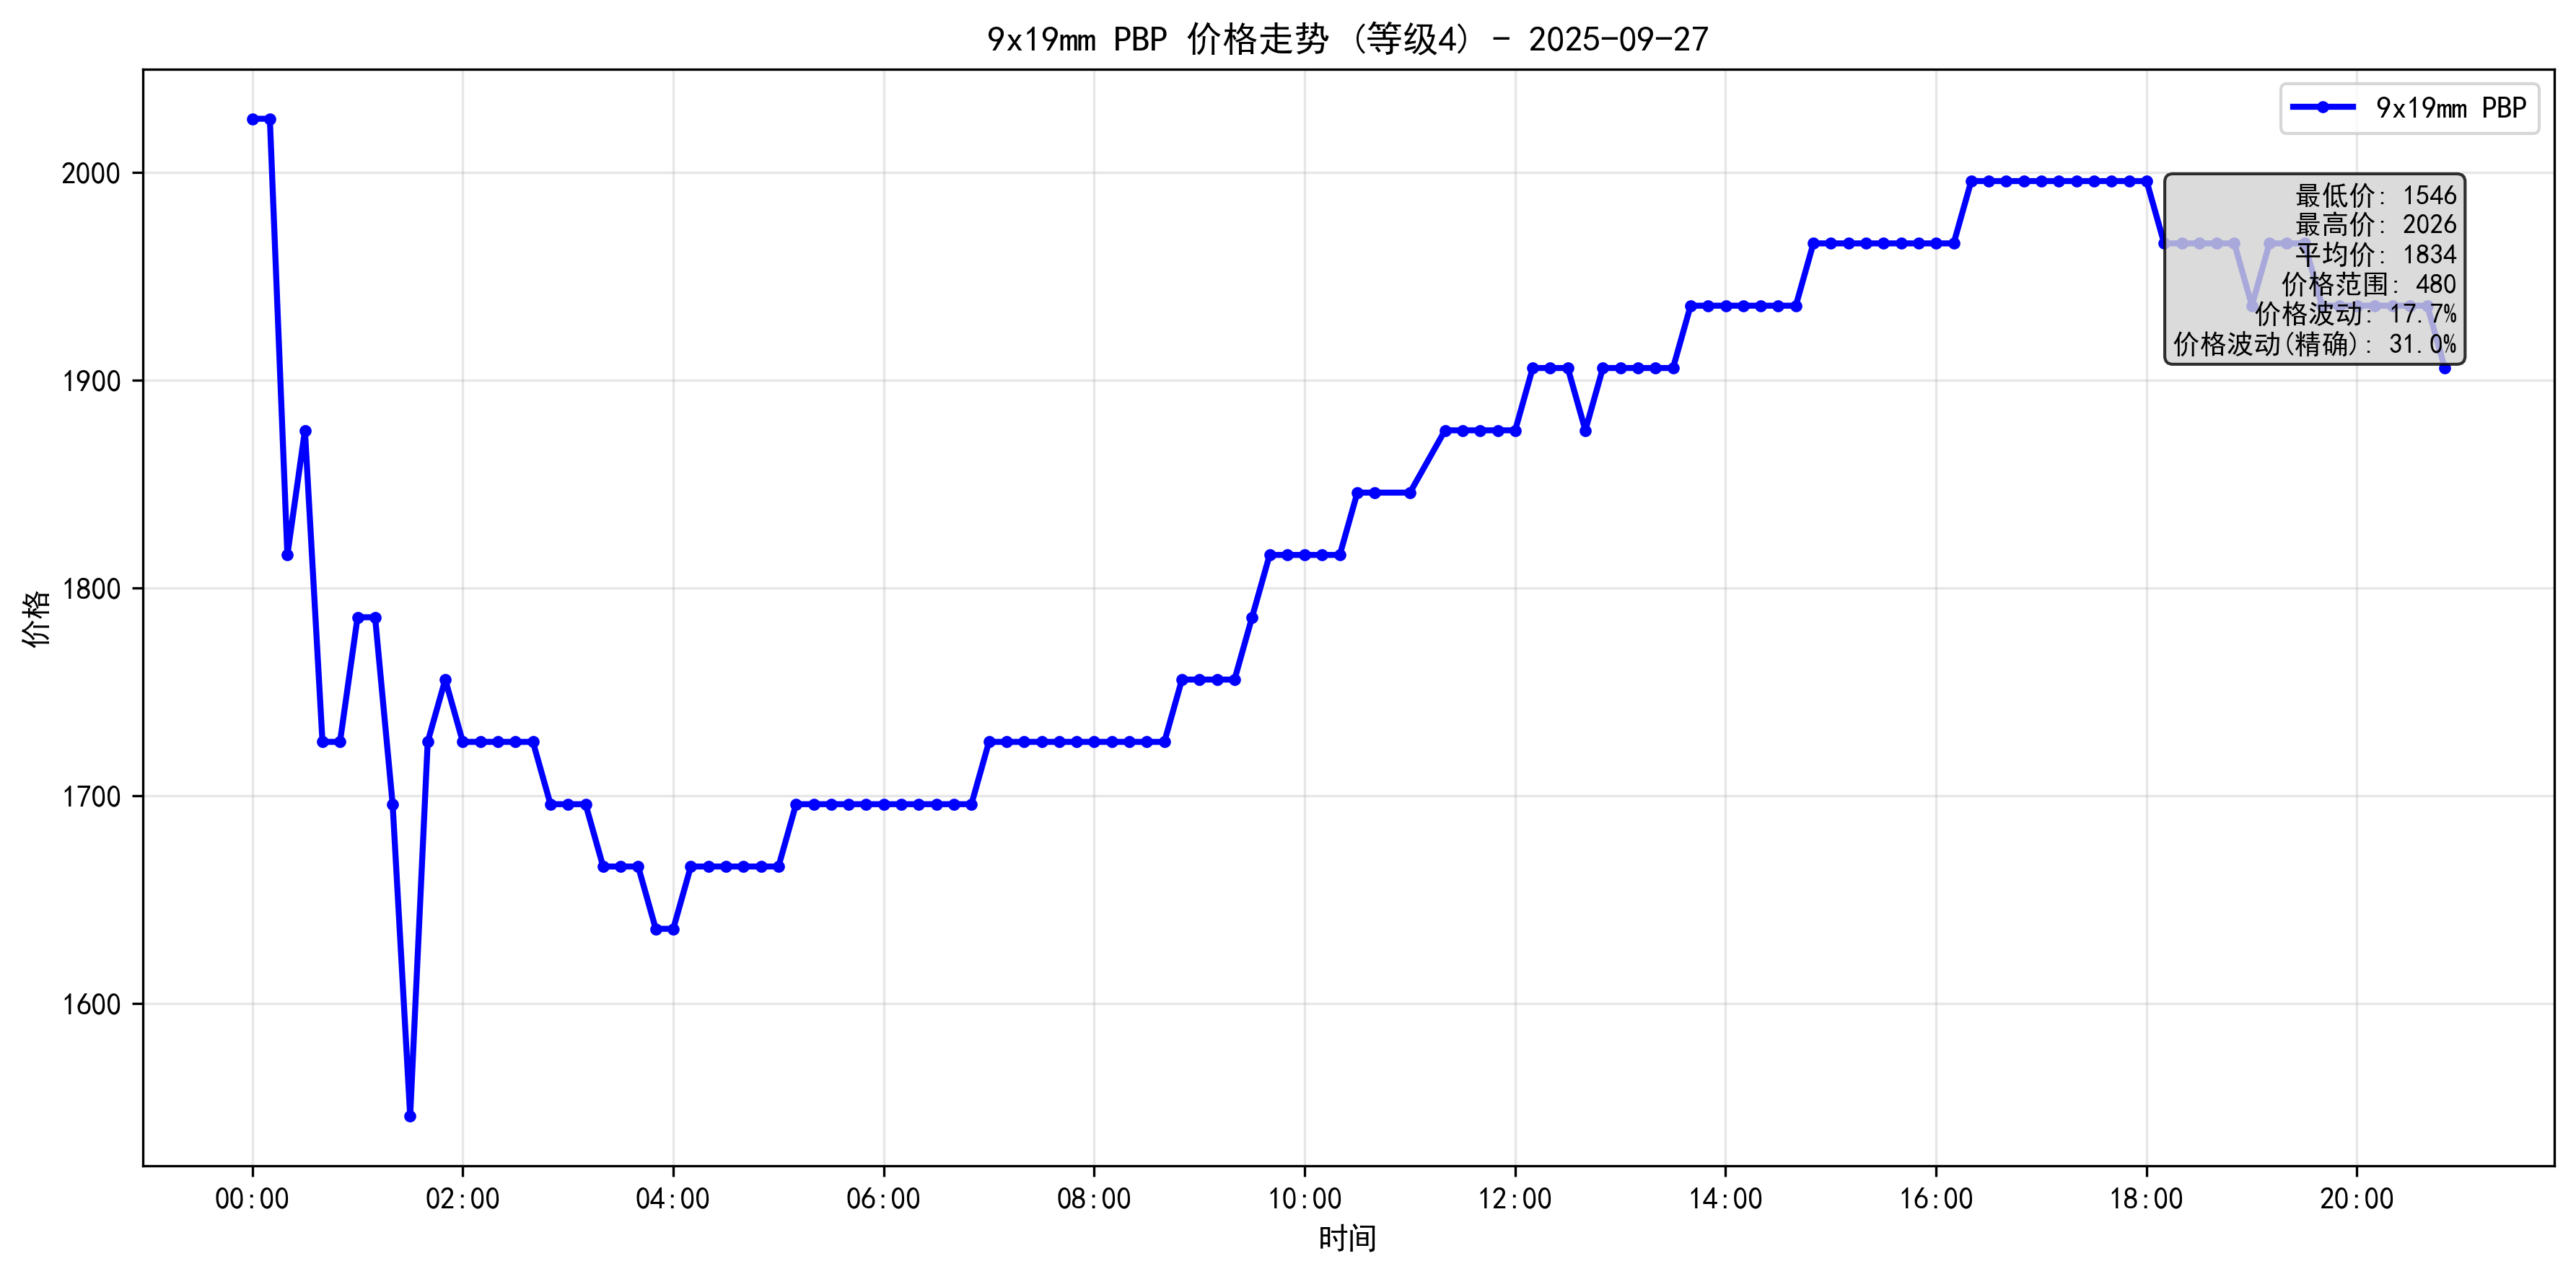 9x19mm PBP 价格走势 (等级4) - 2025-09-27
9x19mm PBP
最低价: 1546
最高价: 2026
平均价: 1834
价格范围: 480
价格波动: 17.7%
价格波动(精确): 31.0%
价格
2000
1900
1800
1700
1600
00:00 02:00 04:00 06:00 08:00 10:00 12:00 14:00 16:00 18:00 20:00
时间